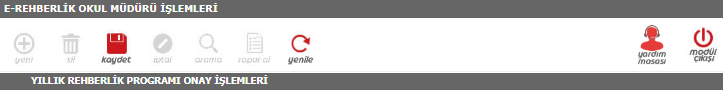 E-REHBERLİK OKUL MÜDÜRÜ İŞLEMLERİ
yeni sil kaydet iptal arama rapor al yenile yardım masası modül çıkışı
YILLIK REHBERLİK PROGRAMI ONAY İŞLEMLERİ